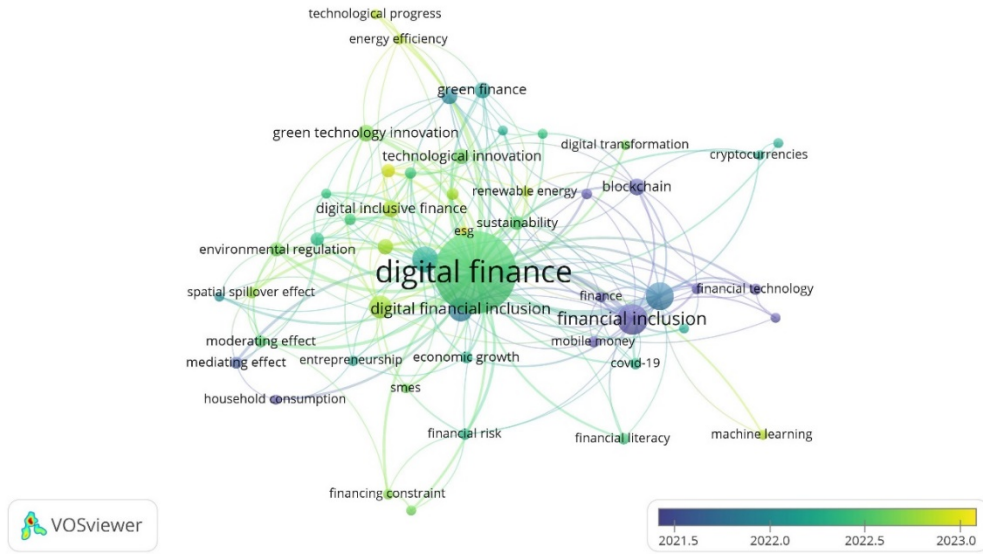 technological progress
energy efficiency
green finance
green technology innovation
digital transformation
technological innovation
cryptocurrencies
renewable energy
blockchain
digital inclusive finance
sustainability
esg
environmental regulation
digital finance
spatial spillover effect
finance
financial technology
digital financial inclusion
financial inclusion
moderating effect
mobile money
mediating effect
entrepreneurship
economic growth
covid-19
smes
household consumption
financial risk
financial literacy
machine learning
financing constraint
VOSviewer
2021.5 2022.0 2022.5 2023.0